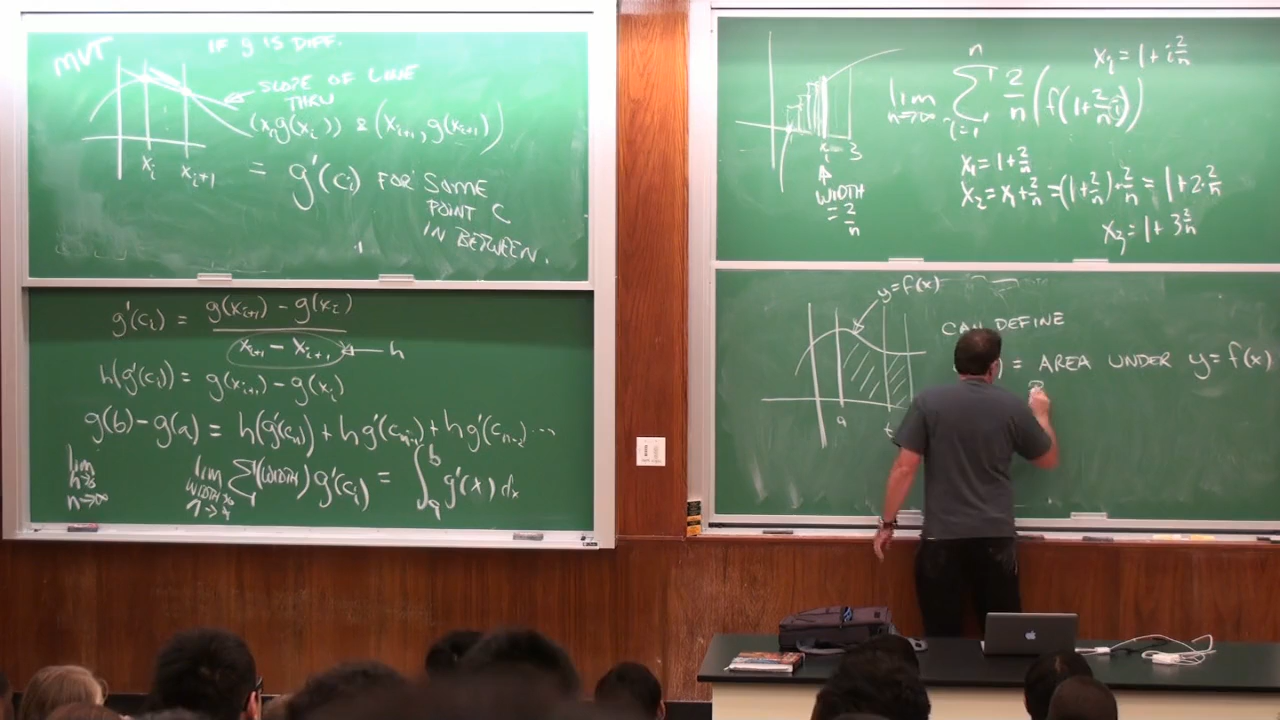 MVT
IF g IS DIFF.
SLOPE OF LINE
THRU
(xᵢ, g(xᵢ)) & (xᵢ₊₁, g(xᵢ₊₁))
xᵢ xᵢ₊₁
= g'(cᵢ) FOR SOME
POINT C
IN BETWEEN.
g'(cᵢ) = g(xᵢ₊₁) - g(xᵢ)
xᵢ₊₁ - xᵢ₊₁ ← h
h(g'(cᵢ)) = g(xᵢ₊₁) - g(xᵢ)
g(b) - g(a) = h(g'(cₙ)) + hg'(cₙ₋₁) + hg'(cₙ₋₂) ...
lim n→∞
lim WIDTH Σ (WIDTH) g'(cᵢ) = ∫ₐᵇ g'(x) dx
xᵢ = 1 + i 2/n
lim n→∞ Σ i=1 n 2/n (f(1 + 2/n i))
xᵢ 3
WIDTH
= 2/n
x₁ = 1 + 2/n
x₂ = x₁ + 2/n = (1 + 2/n) + 2/n = 1 + 2·2/n
x₃ = 1 + 3 2/n
y = f(x)
a t
CAN DEFINE
) = AREA UNDER y = f(x)